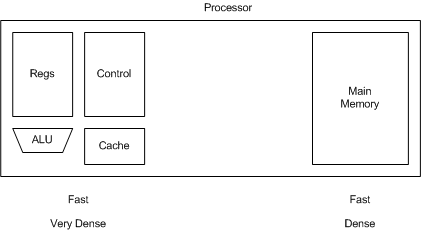 Processor
Regs
Control
Main
Memory
ALU
Cache
Fast
Fast
Very Dense
Dense